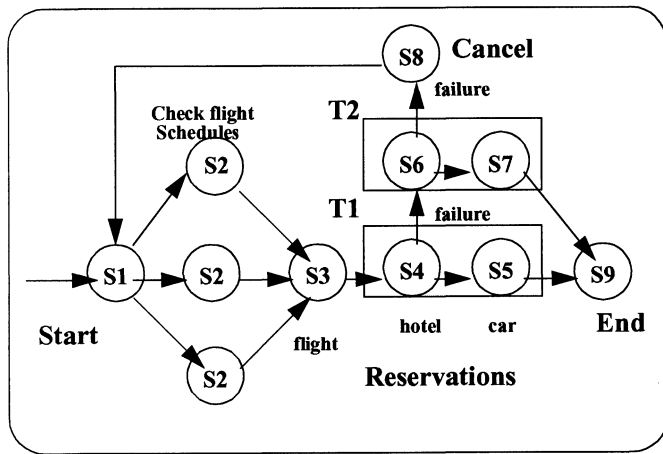 S8 Cancel
failure
Check flight
Schedules
T2
S2
S6 S7
T1
failure
S1 S2 S3 S4 S5 S9
Start
flight
hotel car
End
S2
Reservations